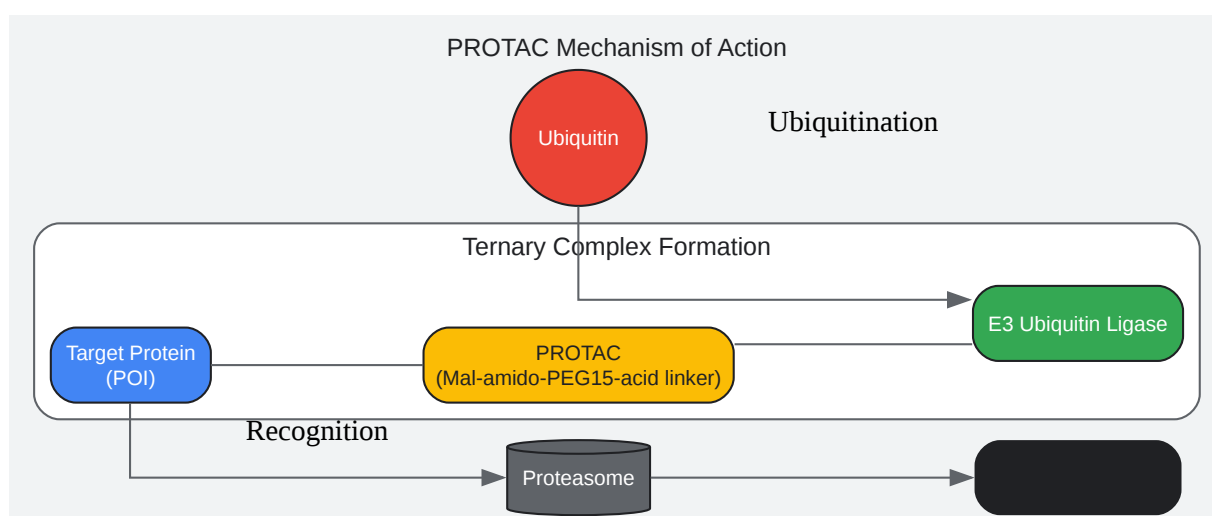 PROTAC Mechanism of Action
Ubiquitin
Ubiquitination
Ternary Complex Formation
E3 Ubiquitin Ligase
Target Protein
(POI)
PROTAC
(Mal-amido-PEG15-acid linker)
Recognition
Proteasome